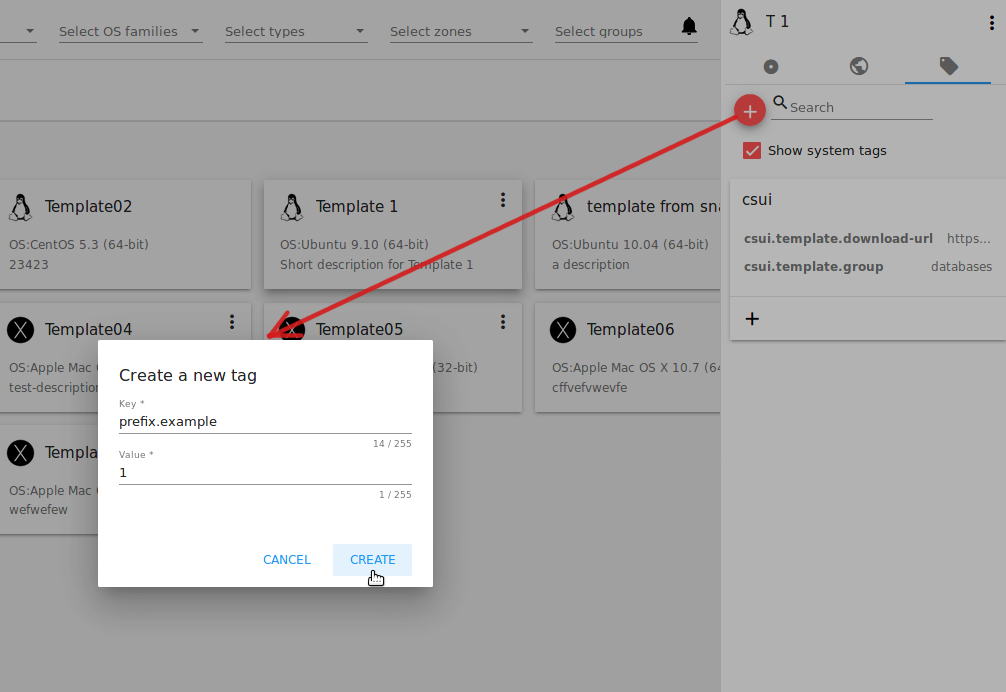 Select OS families
Select types
Select zones
Select groups
T 1
Search
Show system tags
csui
csui.template.download-url https...
csui.template.group databases
Template02
OS:CentOS 5.3 (64-bit)
23423
Template 1
OS:Ubuntu 9.10 (64-bit)
Short description for Template 1
template from sna
OS:Ubuntu 10.04 (64-bit)
a description
Template04
OS:Apple Mac
test-description
Template05
(32-bit)
Template06
OS:Apple Mac OS X 10.7 (64
cffvefvwevfe
Templa
OS:Apple Mac
wefwefew
Create a new tag
Key *
prefix.example
14 / 255
Value *
1
1 / 255
CANCEL
CREATE